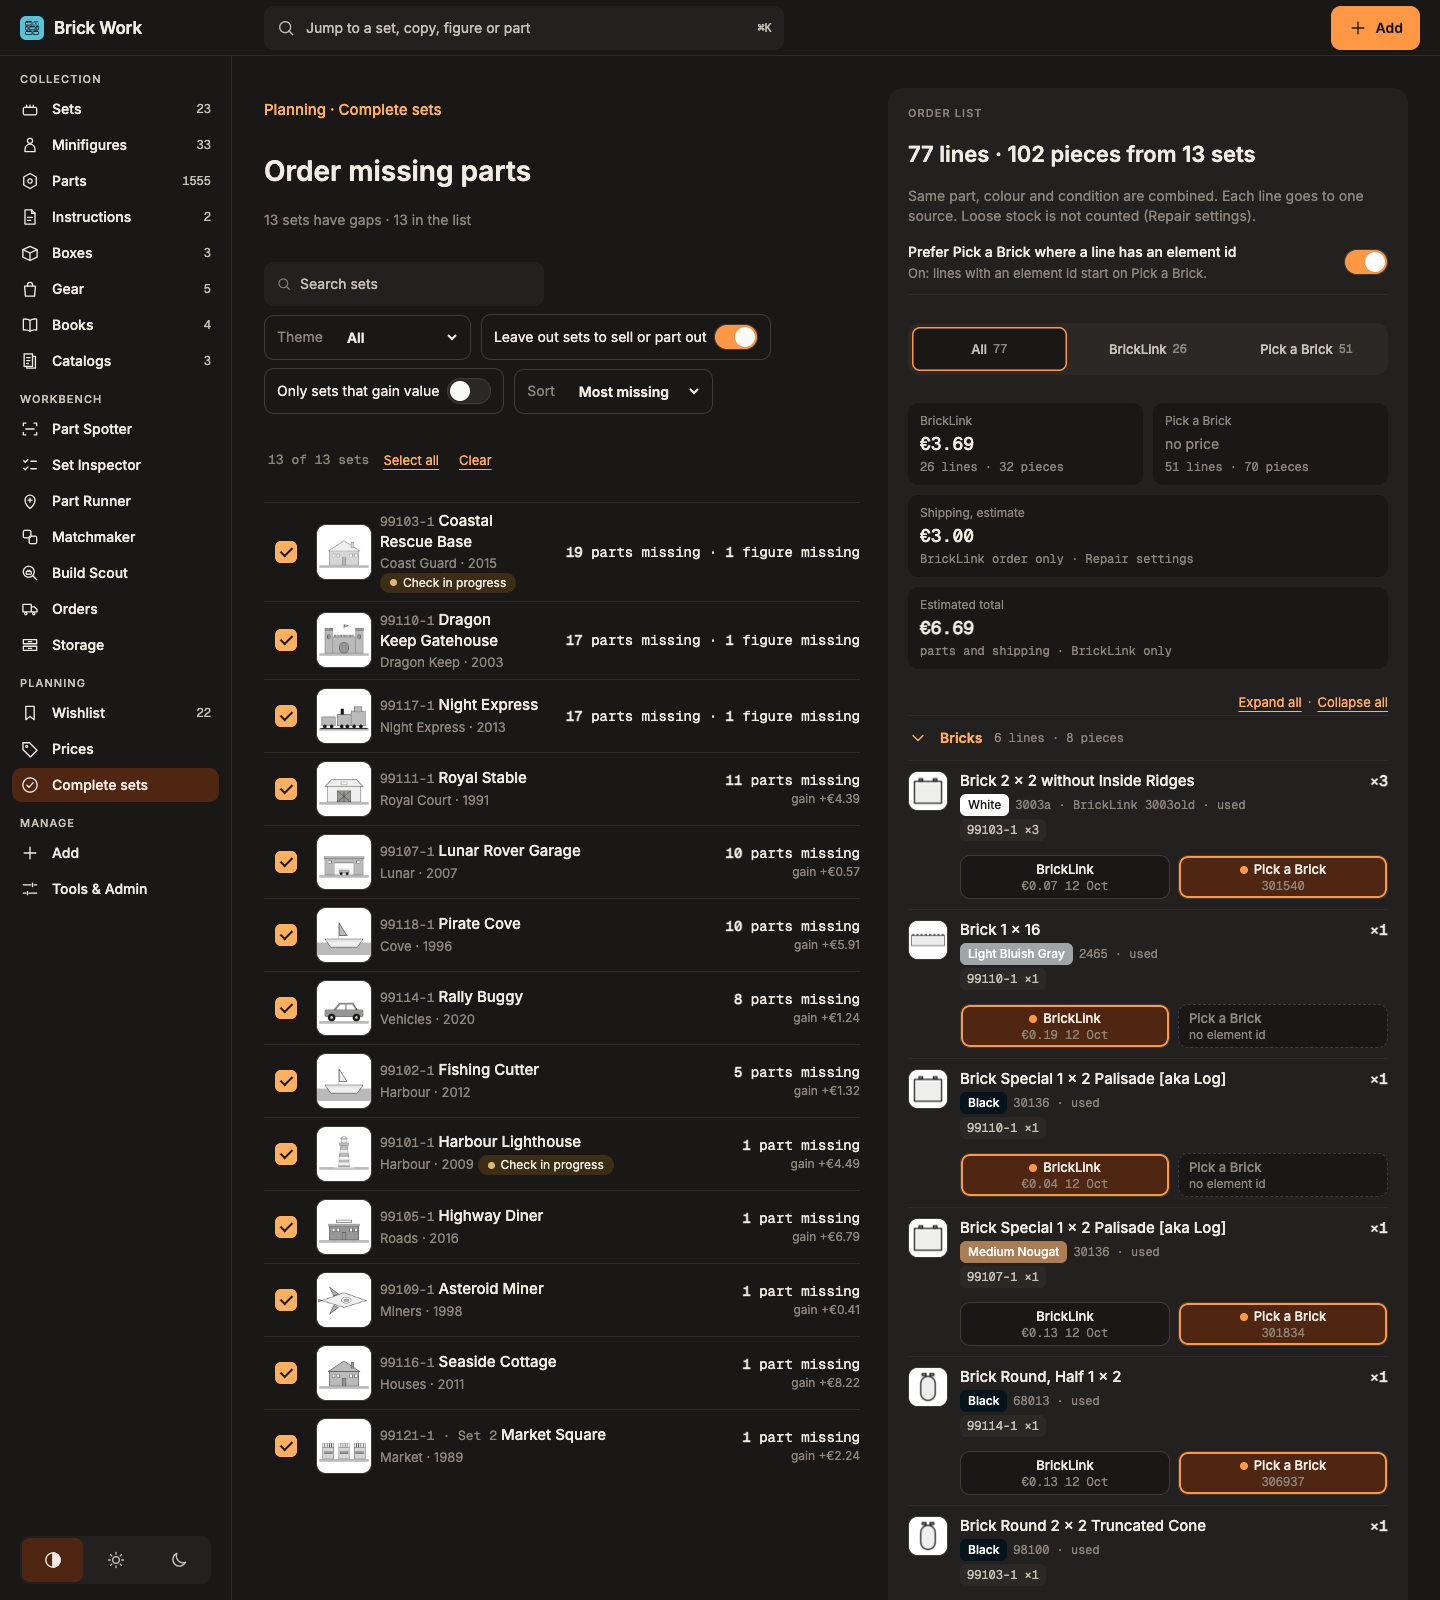 Brick Work
Jump to a set, copy, figure or part
⌘K
+ Add
COLLECTION
Sets 23
Minifigures 33
Parts 1555
Instructions 2
Boxes 3
Gear 5
Books 4
Catalogs 3
WORKBENCH
Part Spotter
Set Inspector
Part Runner
Matchmaker
Build Scout
Orders
Storage
PLANNING
Wishlist 22
Prices
Complete sets
MANAGE
Add
Tools & Admin
Planning · Complete sets
Order missing parts
13 sets have gaps · 13 in the list
Search sets
Theme All
Leave out sets to sell or part out
Only sets that gain value
Sort Most missing
13 of 13 sets Select all Clear
99103-1 Coastal
Rescue Base
Coast Guard · 2015
Check in progress
19 parts missing · 1 figure missing
99110-1 Dragon
Keep Gatehouse
Dragon Keep · 2003
17 parts missing · 1 figure missing
99117-1 Night Express
Night Express · 2013
17 parts missing · 1 figure missing
99111-1 Royal Stable
Royal Court · 1991
11 parts missing
gain +€4.39
99107-1 Lunar Rover Garage
Lunar · 2007
10 parts missing
gain +€0.57
99118-1 Pirate Cove
Cove · 1996
10 parts missing
gain +€5.91
99114-1 Rally Buggy
Vehicles · 2020
8 parts missing
gain +€1.24
99102-1 Fishing Cutter
Harbour · 2012
5 parts missing
gain +€1.32
99101-1 Harbour Lighthouse
Harbour · 2009 Check in progress
1 part missing
gain +€4.49
99105-1 Highway Diner
Roads · 2016
1 part missing
gain +€6.79
99109-1 Asteroid Miner
Miners · 1998
1 part missing
gain +€0.41
99116-1 Seaside Cottage
Houses · 2011
1 part missing
gain +€8.22
99121-1 · Set 2 Market Square
Market · 1989
1 part missing
gain +€2.24
ORDER LIST
77 lines · 102 pieces from 13 sets
Same part, colour and condition are combined. Each line goes to one
source. Loose stock is not counted (Repair settings).
Prefer Pick a Brick where a line has an element id
On: lines with an element id start on Pick a Brick.
All 77 BrickLink 26 Pick a Brick 51
BrickLink
€3.69
26 lines · 32 pieces
Pick a Brick
no price
51 lines · 70 pieces
Shipping, estimate
€3.00
BrickLink order only · Repair settings
Estimated total
€6.69
parts and shipping · BrickLink only
Expand all · Collapse all
Bricks 6 lines · 8 pieces
Brick 2 × 2 without Inside Ridges ×3
White 3003a · BrickLink 3003old · used
99103-1 ×3
BrickLink
€0.07 12 Oct
Pick a Brick
301540
Brick 1 × 16 ×1
Light Bluish Gray 2465 · used
99110-1 ×1
BrickLink
€0.19 12 Oct
Pick a Brick
no element id
Brick Special 1 × 2 Palisade [aka Log] ×1
Black 30136 · used
99110-1 ×1
BrickLink
€0.04 12 Oct
Pick a Brick
no element id
Brick Special 1 × 2 Palisade [aka Log] ×1
Medium Nougat 30136 · used
99107-1 ×1
BrickLink
€0.13 12 Oct
Pick a Brick
301834
Brick Round, Half 1 × 2 ×1
Black 68013 · used
99114-1 ×1
BrickLink
€0.13 12 Oct
Pick a Brick
306937
Brick Round 2 × 2 Truncated Cone ×1
Black 98100 · used
99103-1 ×1